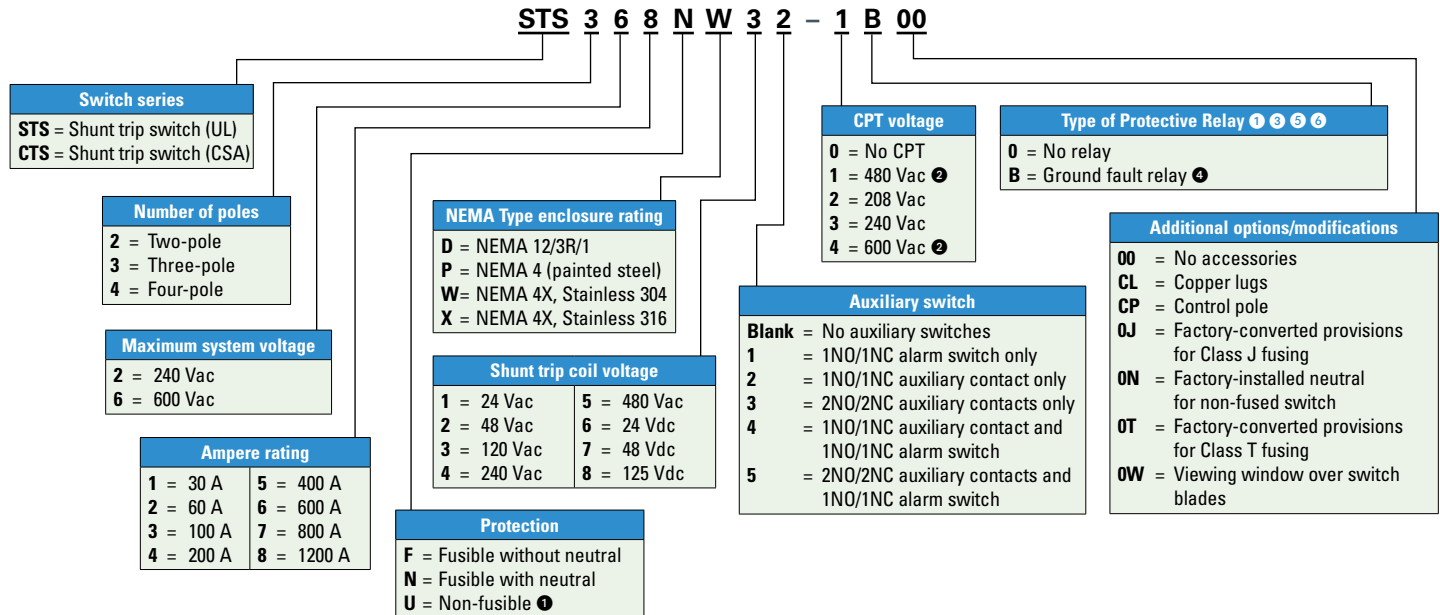 STS 3 6 8 N W 3 2 – 1 B 00
Switch series
STS = Shunt trip switch (UL)
CTS = Shunt trip switch (CSA)
Number of poles
2 = Two-pole
3 = Three-pole
4 = Four-pole
Maximum system voltage
2 = 240 Vac
6 = 600 Vac
Ampere rating
1 = 30 A
2 = 60 A
3 = 100 A
4 = 200 A
5 = 400 A
6 = 600 A
7 = 800 A
8 = 1200 A
Protection
F = Fusible without neutral
N = Fusible with neutral
U = Non-fusible ❶
NEMA Type enclosure rating
D = NEMA 12/3R/1
P = NEMA 4 (painted steel)
W= NEMA 4X, Stainless 304
X = NEMA 4X, Stainless 316
Shunt trip coil voltage
1 = 24 Vac
2 = 48 Vac
3 = 120 Vac
4 = 240 Vac
5 = 480 Vac
6 = 24 Vdc
7 = 48 Vdc
8 = 125 Vdc
Auxiliary switch
Blank = No auxiliary switches
1 = 1NO/1NC alarm switch only
2 = 1NO/1NC auxiliary contact only
3 = 2NO/2NC auxiliary contacts only
4 = 1NO/1NC auxiliary contact and
1NO/1NC alarm switch
5 = 2NO/2NC auxiliary contacts and
1NO/1NC alarm switch
CPT voltage
0 = No CPT
1 = 480 Vac ❷
2 = 208 Vac
3 = 240 Vac
4 = 600 Vac ❷
Type of Protective Relay ❶ ❸ ❺ ❻
0 = No relay
B = Ground fault relay ❹
Additional options/modifications
00 = No accessories
CL = Copper lugs
CP = Control pole
0J = Factory-converted provisions
for Class J fusing
0N = Factory-installed neutral
for non-fused switch
0T = Factory-converted provisions
for Class T fusing
0W = Viewing window over switch
blades